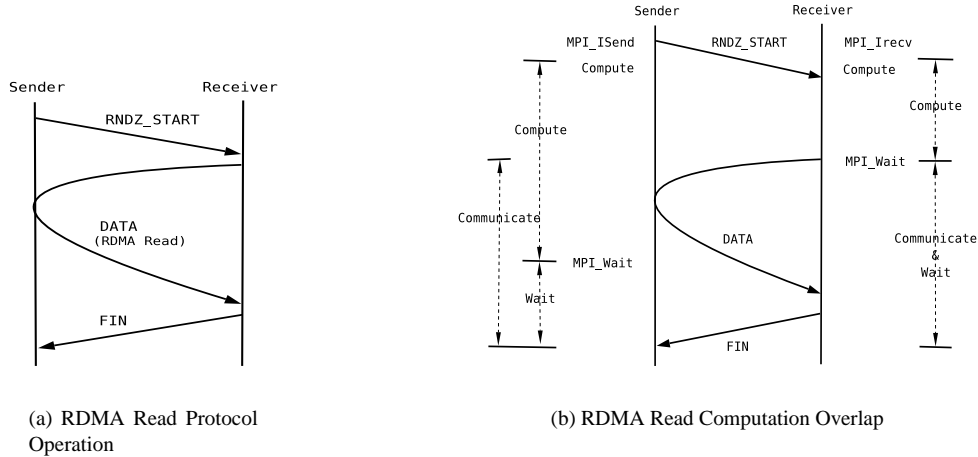 Sender
Receiver
RNDZ_START
DATA
(RDMA Read)
FIN
(a) RDMA Read Protocol
Operation
Sender
Receiver
MPI_ISend
RNDZ_START
MPI_Irecv
Compute
Compute
Compute
Compute
MPI_Wait
Communicate
DATA
Communicate
&
Wait
MPI_Wait
Wait
FIN
(b) RDMA Read Computation Overlap